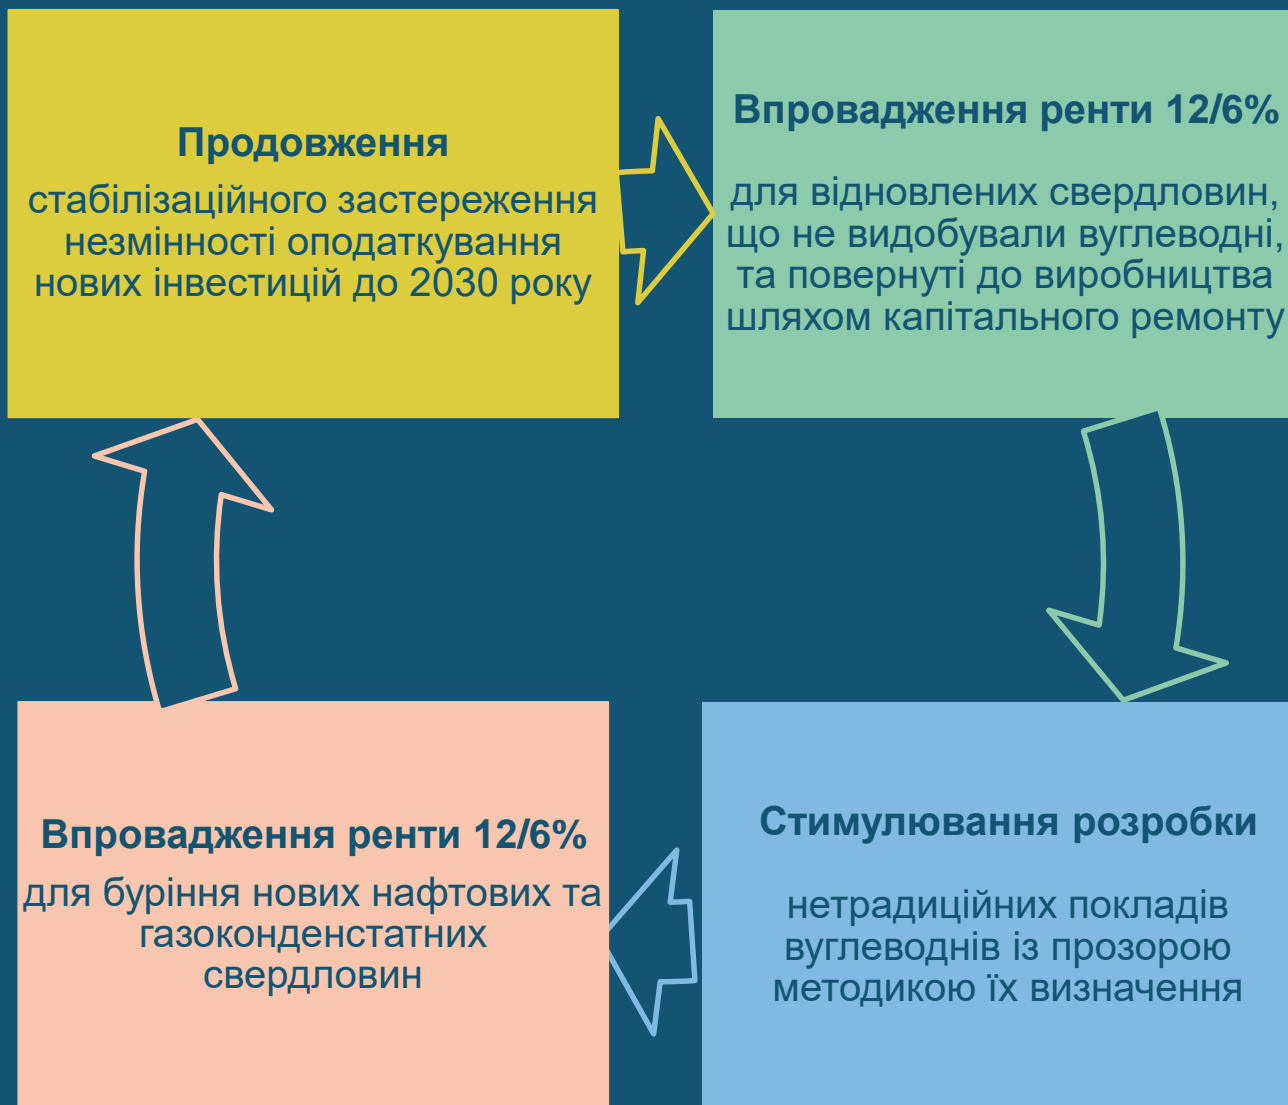 Продовження
стабілізаційного застереження
незмінності оподаткування
нових інвестицій до 2030 року
Впровадження ренти 12/6%
для відновлених свердловин,
що не видобували вуглеводні,
та повернуті до виробництва
шляхом капітального ремонту
Впровадження ренти 12/6%
для буріння нових нафтових та
газоконденстатних
свердловин
Стимулювання розробки
нетрадиційних покладів
вуглеводнів із прозорою
методикою їх визначення